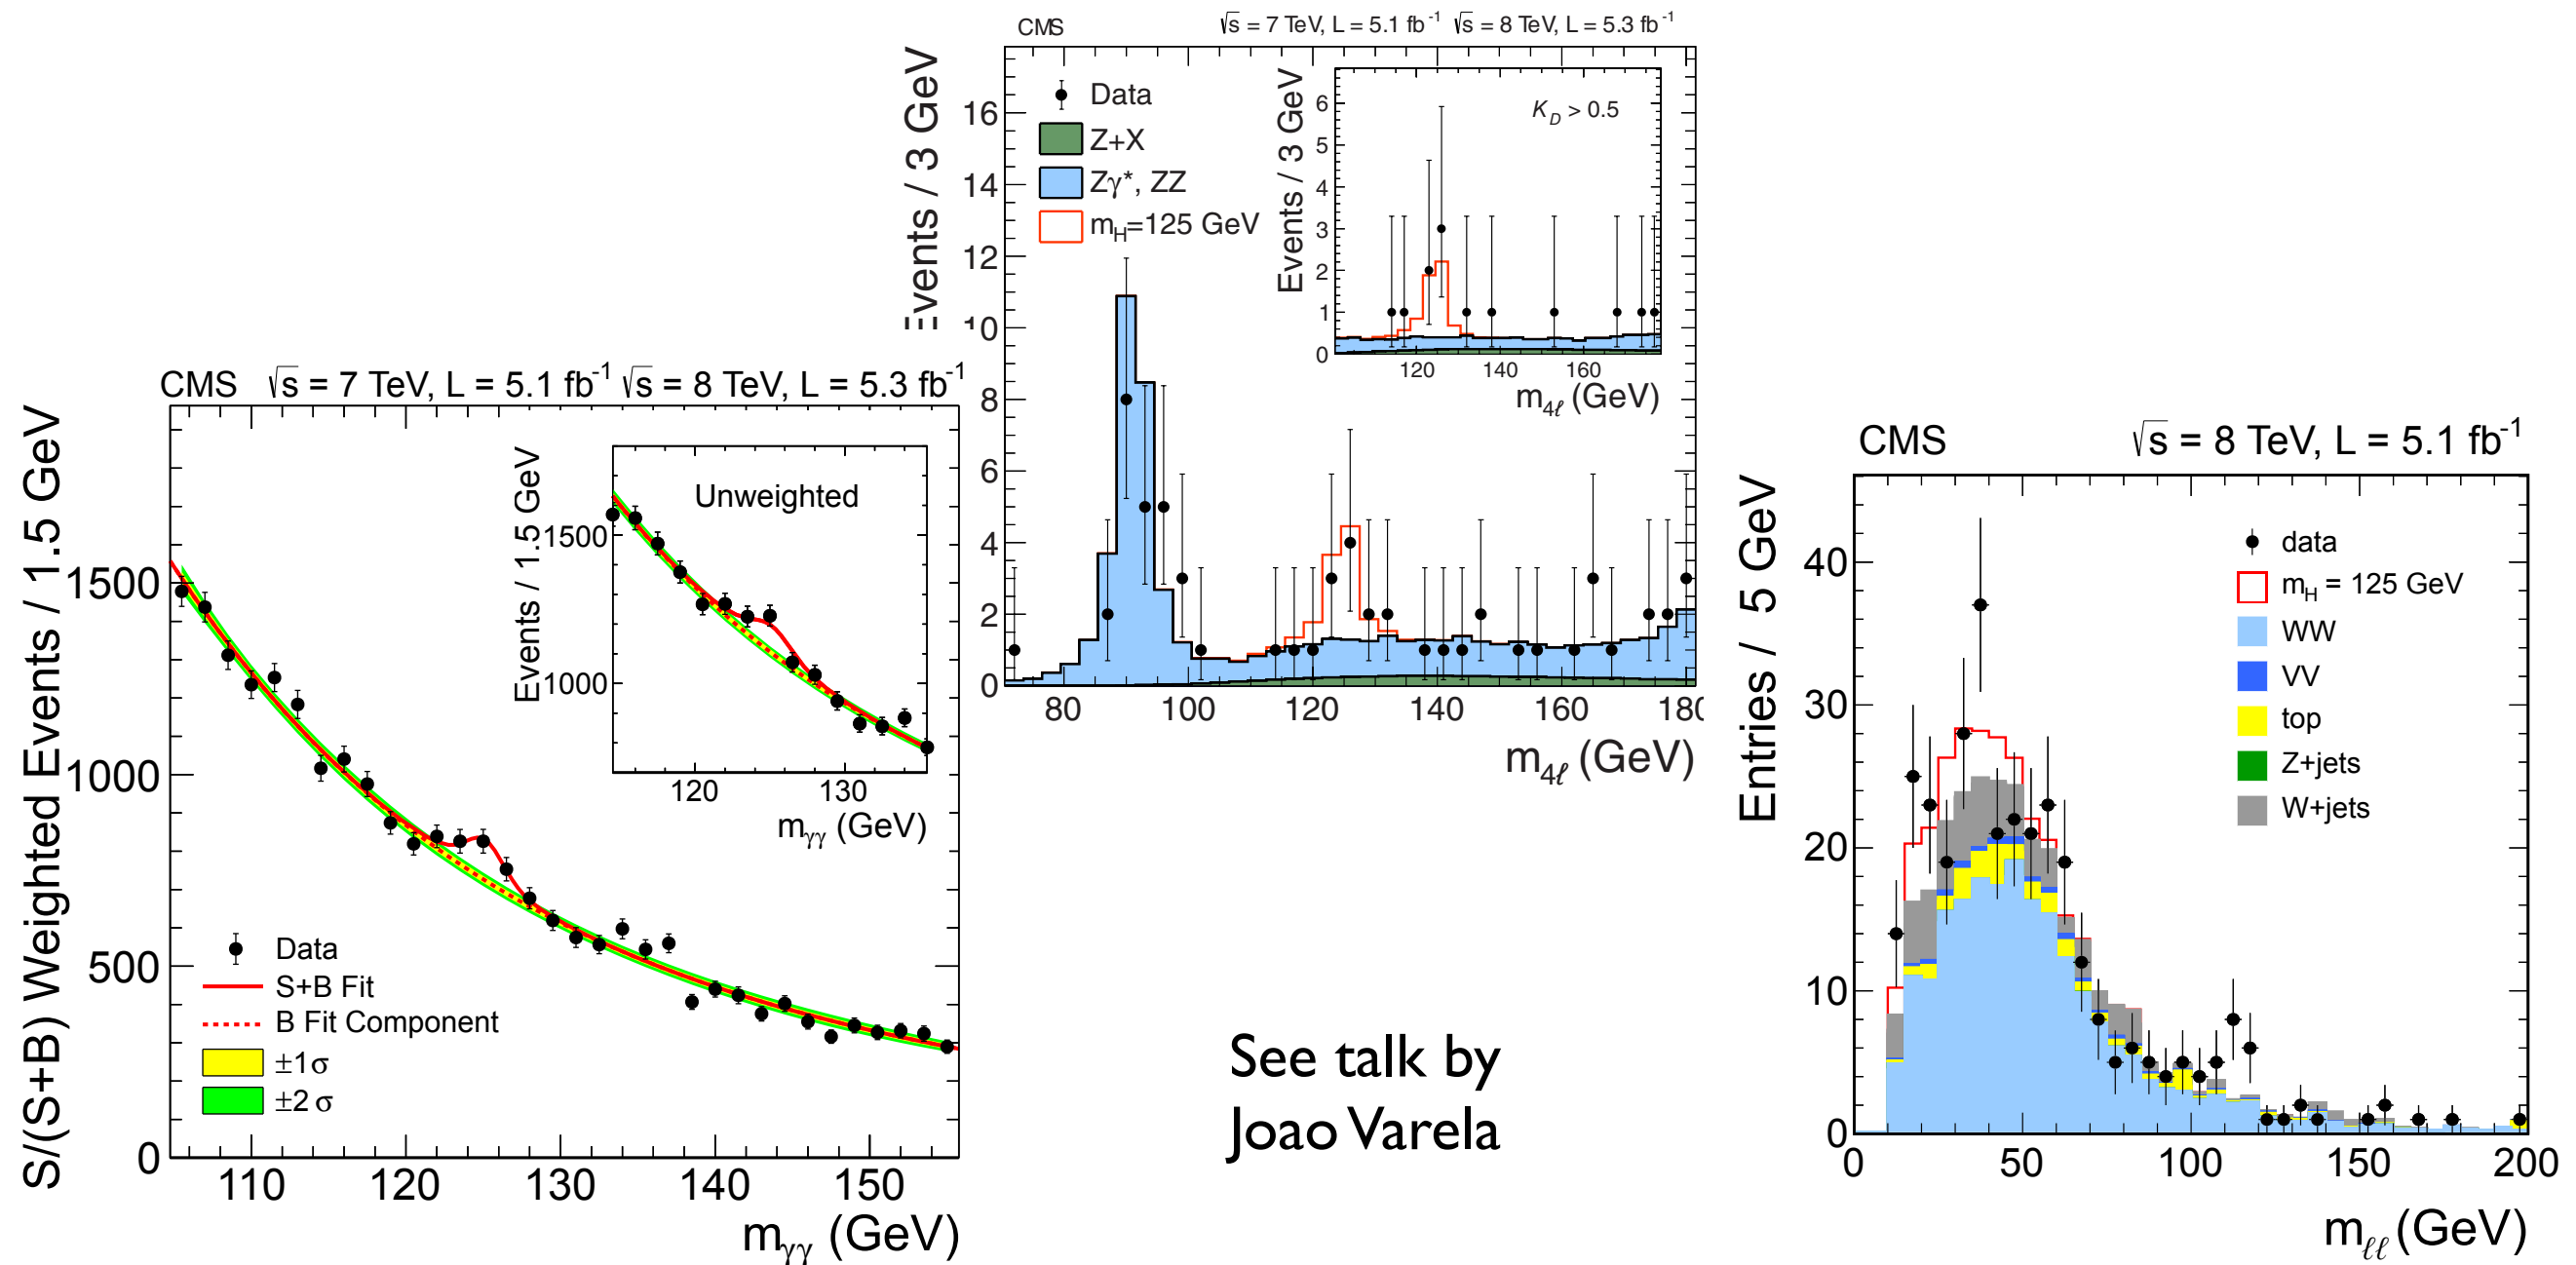 CMS √s = 7 TeV, L = 5.1 fb⁻¹ √s = 8 TeV, L = 5.3 fb⁻¹
S/(S+B) Weighted Events / 1.5 GeV
1500
1000
500
0
110 120 130 140 150
mγγ (GeV)
Data
S+B Fit
B Fit Component
±1σ
±2σ
Unweighted
Events / 1.5 GeV
1500
1000
120 130
mγγ (GeV)
CMS √s = 7 TeV, L = 5.1 fb⁻¹ √s = 8 TeV, L = 5.3 fb⁻¹
Events / 3 GeV
16
14
12
10
8
6
4
2
0
80 100 120 140 160 180
m4ℓ (GeV)
Data
Z+X
Zγ*, ZZ
mH=125 GeV
K_D > 0.5
Events / 3 GeV
6
5
4
3
2
1
0
120 140 160
m4ℓ (GeV)
See talk by
Joao Varela
CMS √s = 8 TeV, L = 5.1 fb⁻¹
Entries / 5 GeV
40
30
20
10
0
0 50 100 150 200
mℓℓ (GeV)
data
mH = 125 GeV
WW
VV
top
Z+jets
W+jets